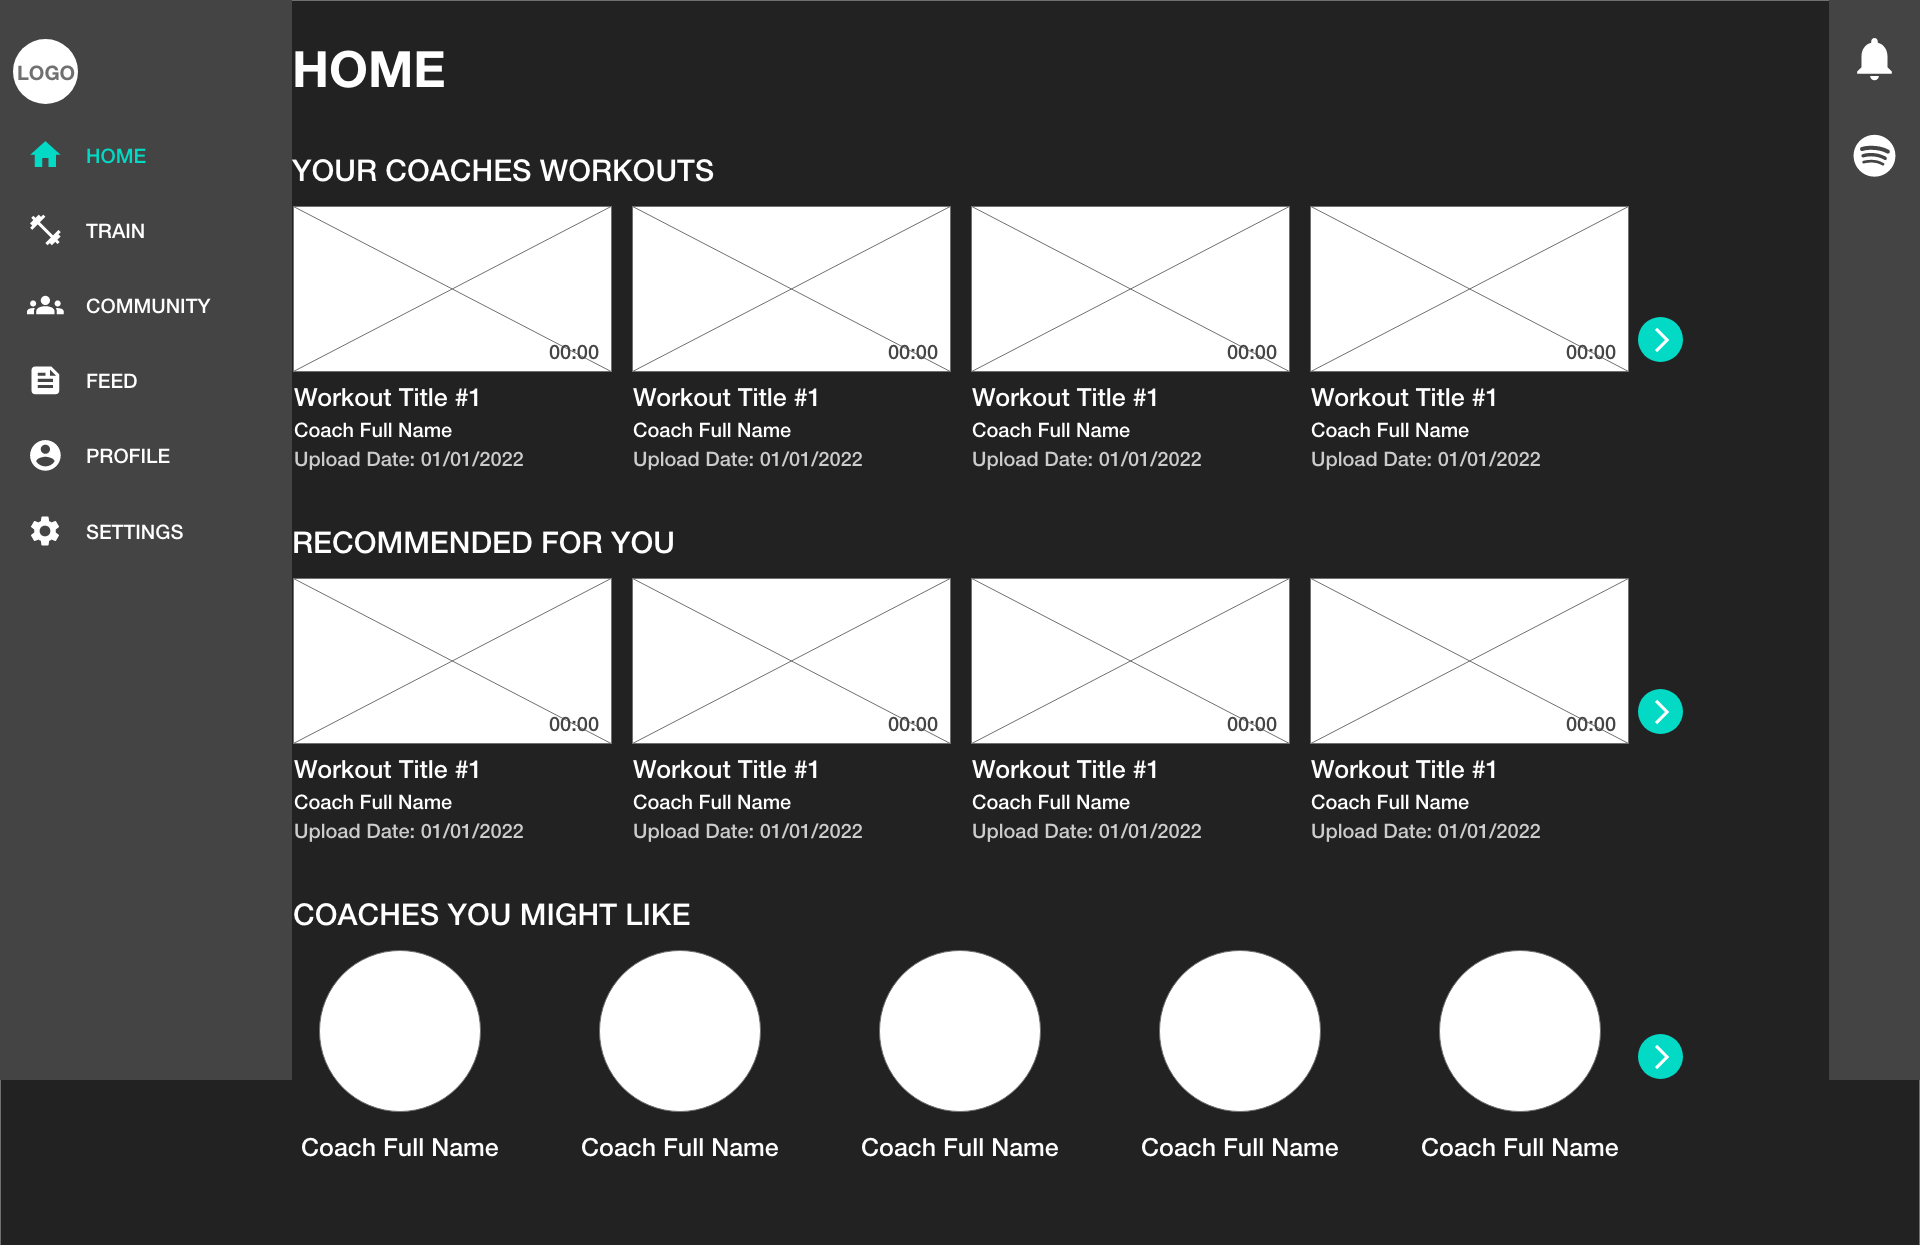 LOGO
HOME
TRAIN
COMMUNITY
FEED
PROFILE
SETTINGS
HOME
YOUR COACHES WORKOUTS
00:00
Workout Title #1
Coach Full Name
Upload Date: 01/01/2022
00:00
Workout Title #1
Coach Full Name
Upload Date: 01/01/2022
00:00
Workout Title #1
Coach Full Name
Upload Date: 01/01/2022
00:00
Workout Title #1
Coach Full Name
Upload Date: 01/01/2022
RECOMMENDED FOR YOU
00:00
Workout Title #1
Coach Full Name
Upload Date: 01/01/2022
00:00
Workout Title #1
Coach Full Name
Upload Date: 01/01/2022
00:00
Workout Title #1
Coach Full Name
Upload Date: 01/01/2022
00:00
Workout Title #1
Coach Full Name
Upload Date: 01/01/2022
COACHES YOU MIGHT LIKE
Coach Full Name
Coach Full Name
Coach Full Name
Coach Full Name
Coach Full Name